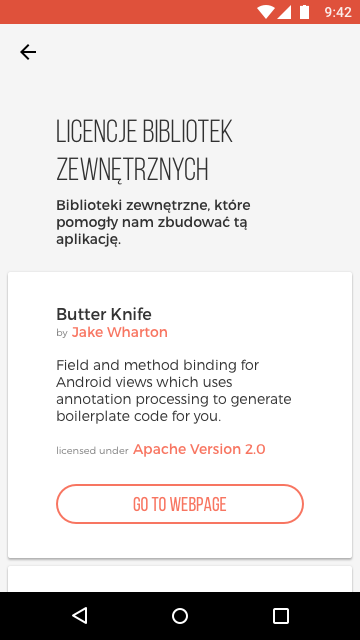 9:42
LICENCJE BIBLIOTEK
ZEWNĘTRZNYCH
Biblioteki zewnętrzne, które
pomogły nam zbudować tą
aplikację.
Butter Knife
by Jake Wharton
Field and method binding for
Android views which uses
annotation processing to generate
boilerplate code for you.
licensed under Apache Version 2.0
GO TO WEBPAGE